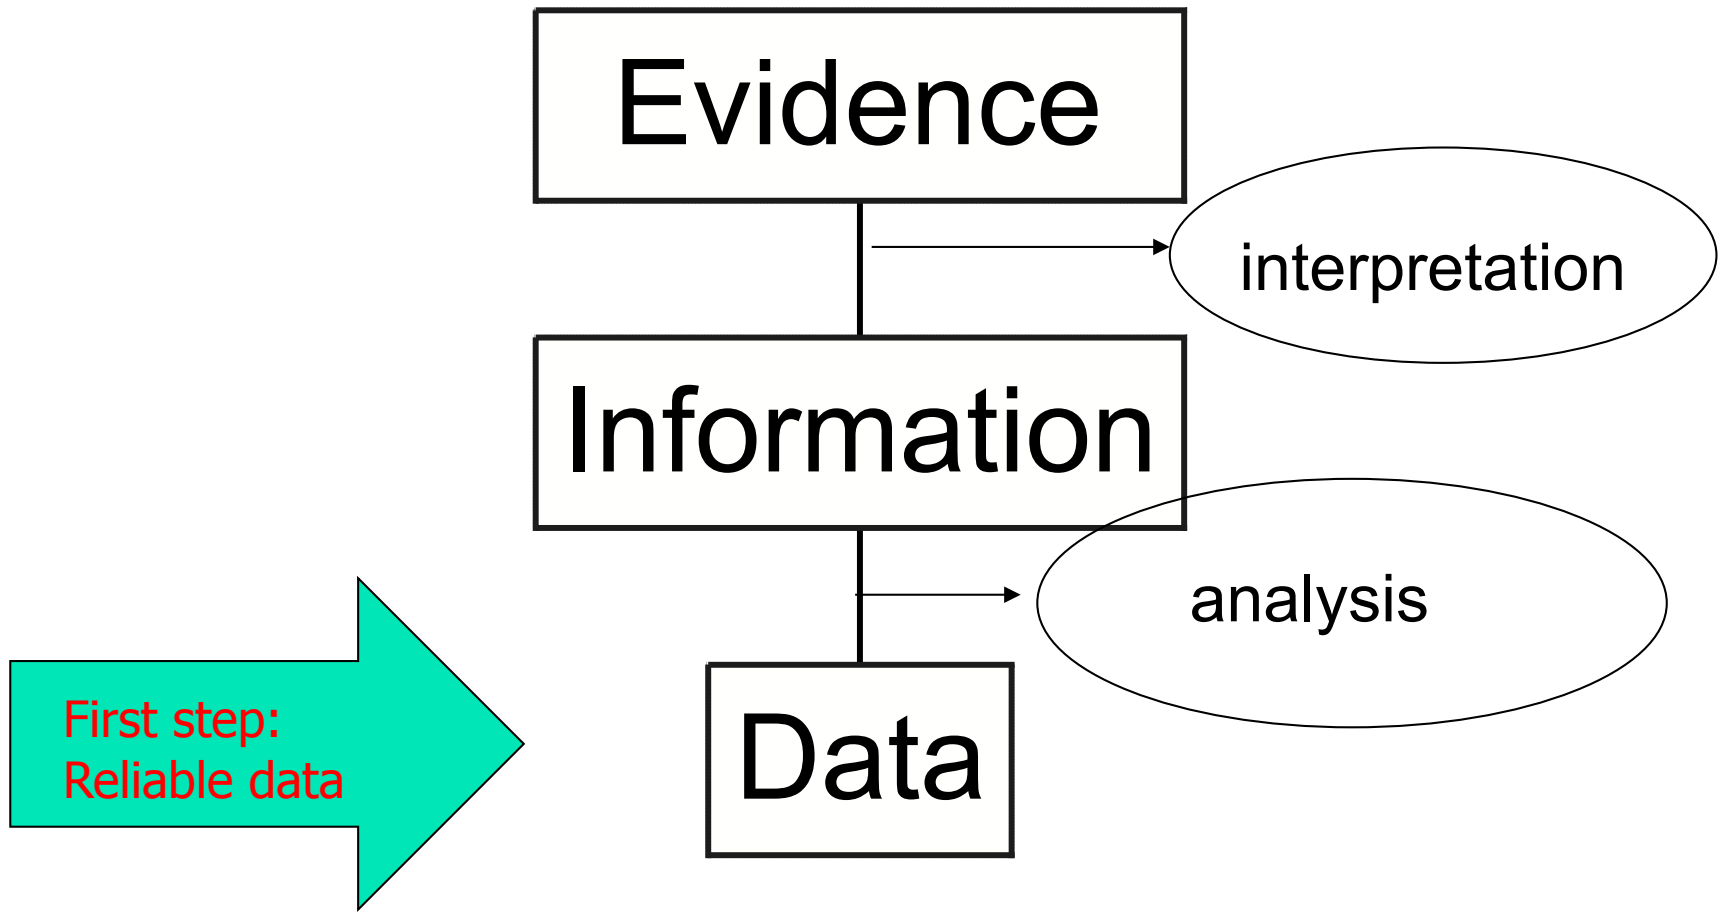 Evidence
interpretation
Information
analysis
First step:
Reliable data
Data